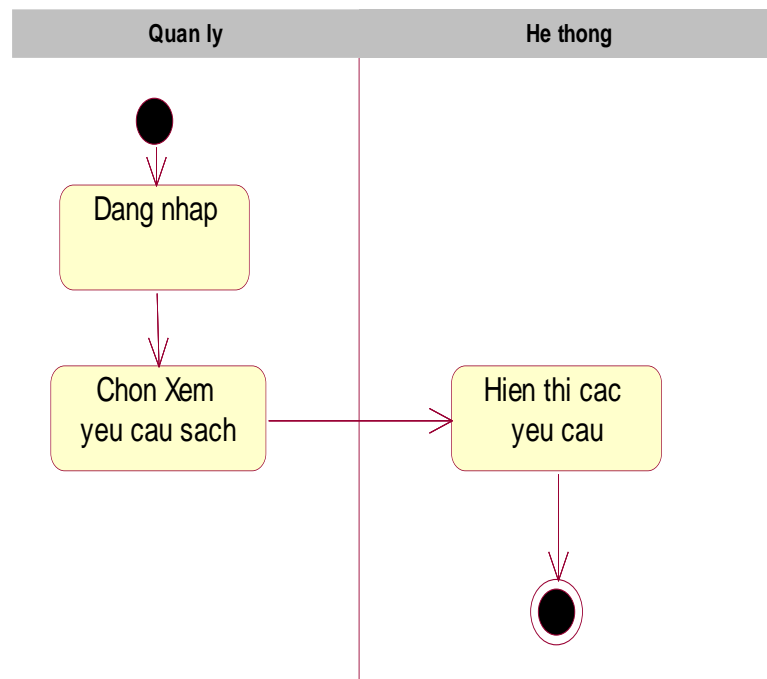 Quan ly
He thong
Dang nhap
Chon Xem
yeu cau sach
Hien thi cac
yeu cau